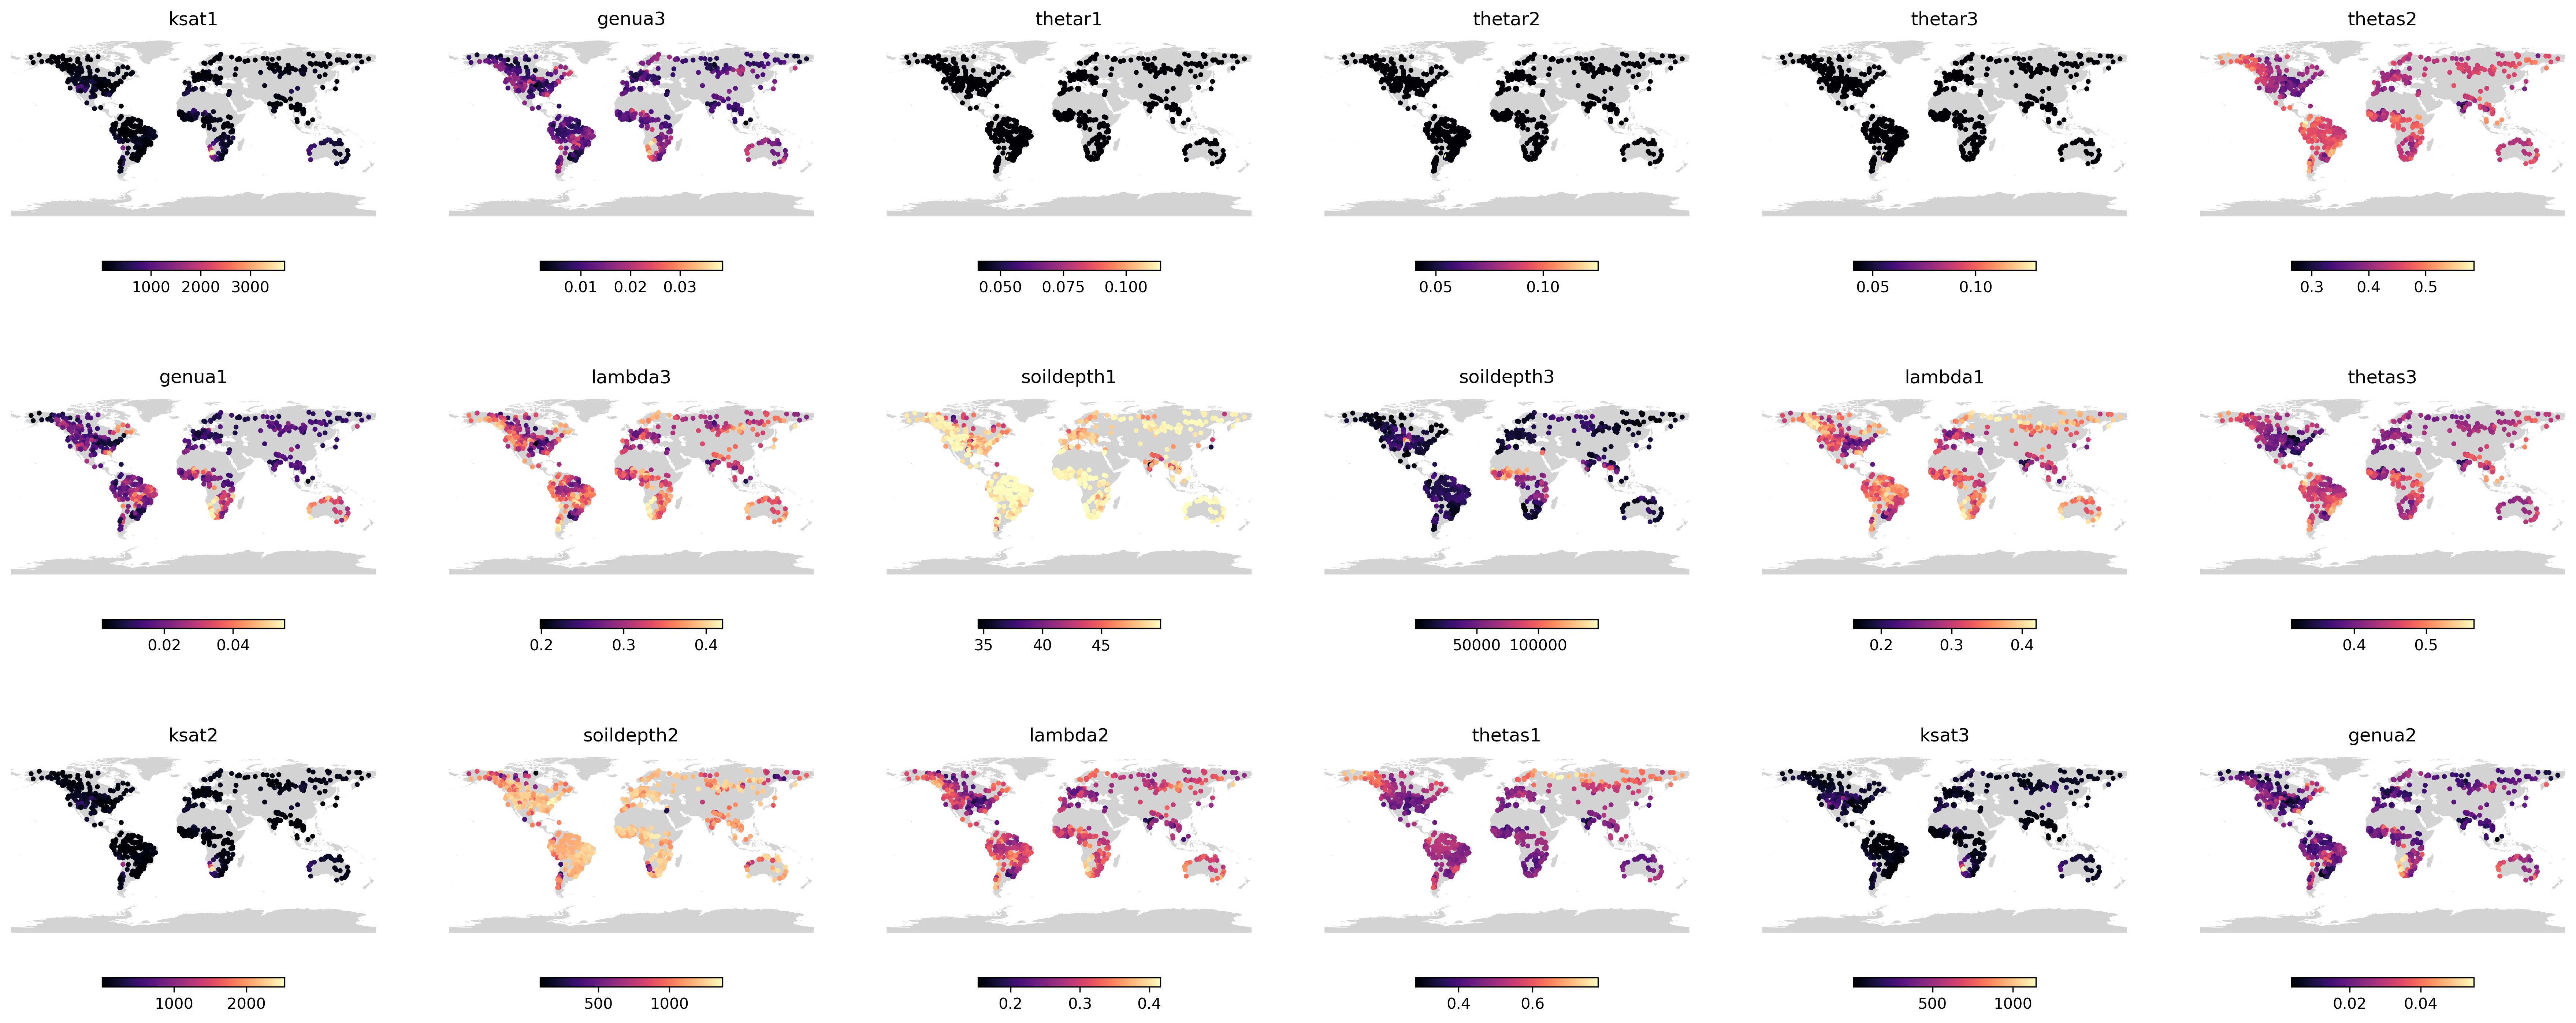 ksat1 genua3 thetar1 thetar2 thetar3 thetas2
1000 2000 3000 0.01 0.02 0.03 0.050 0.075 0.100 0.05 0.10 0.05 0.10 0.3 0.4 0.5
genua1 lambda3 soildepth1 soildepth3 lambda1 thetas3
0.02 0.04 0.2 0.3 0.4 35 40 45 50000 100000 0.2 0.3 0.4 0.4 0.5
ksat2 soildepth2 lambda2 thetas1 ksat3 genua2
1000 2000 500 1000 0.2 0.3 0.4 0.4 0.6 500 1000 0.02 0.04